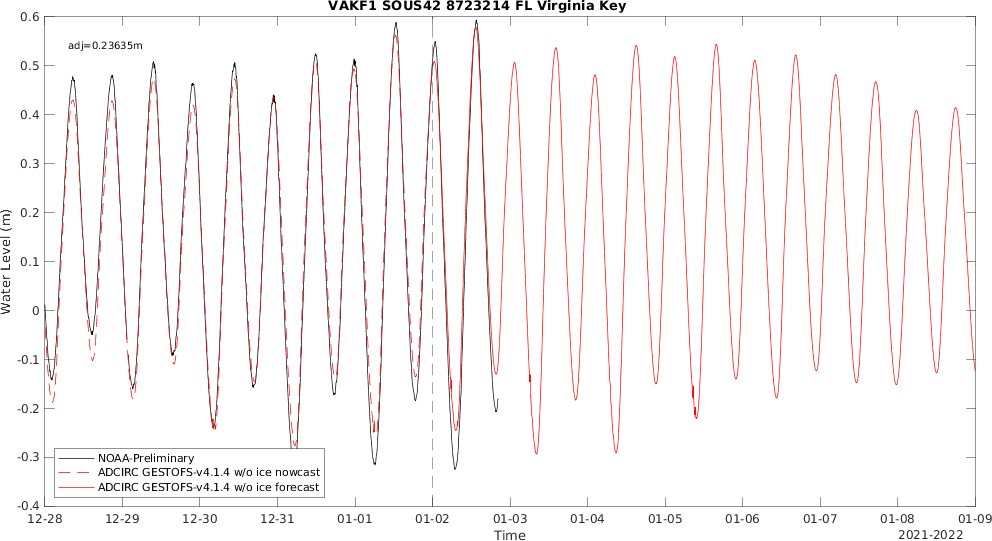 VAKF1 SOUS42 8723214 FL Virginia Key
adj=0.23635m
0.6
0.5
0.4
0.3
0.2
0.1
0
-0.1
-0.2
-0.3
-0.4
Water Level (m)
NOAA-Preliminary
ADCIRC GESTOFS-v4.1.4 w/o ice nowcast
ADCIRC GESTOFS-v4.1.4 w/o ice forecast
12-28 12-29 12-30 12-31 01-01 01-02 01-03 01-04 01-05 01-06 01-07 01-08 01-09
Time
2021-2022